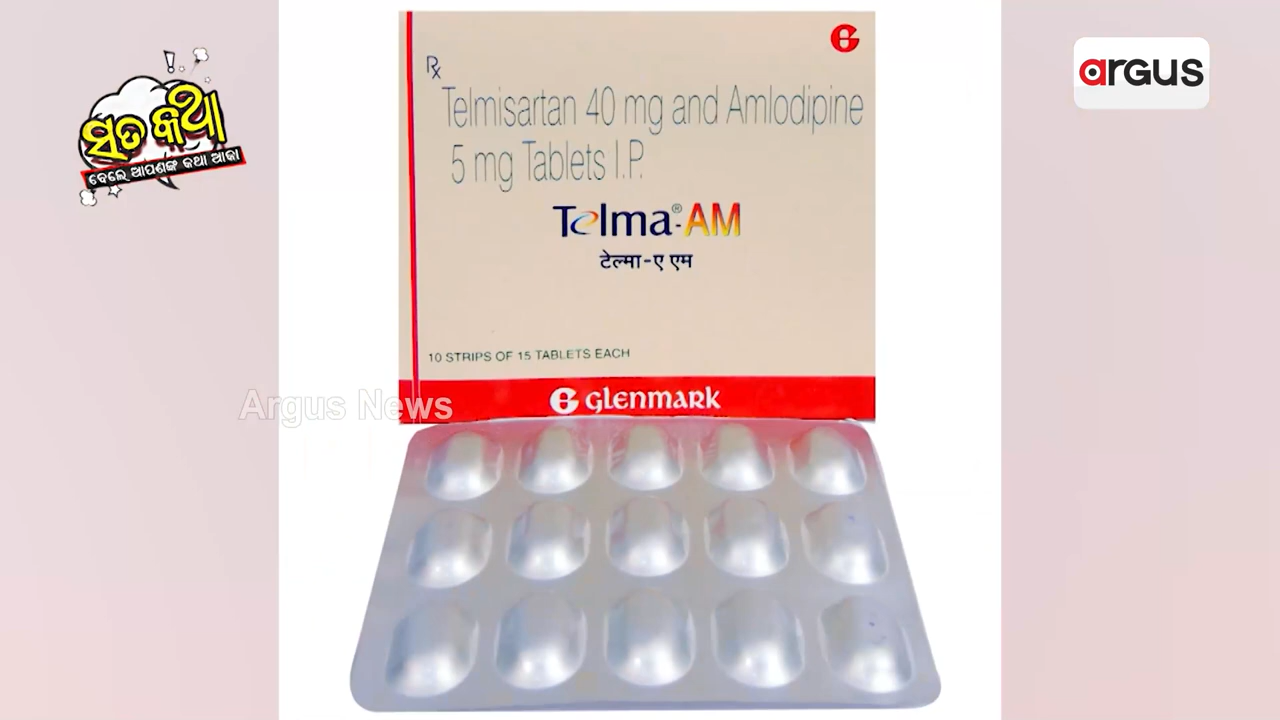 ସତ କଥା
ବେଲେ ଆପଣଙ୍କ କଥା ଆକା
argus
Rx
Telmisartan 40 mg and Amlodipine
5 mg Tablets I.P.
Telma®-AM
टेल्मा-ए एम
10 STRIPS OF 15 TABLETS EACH
Glenmark
Argus News